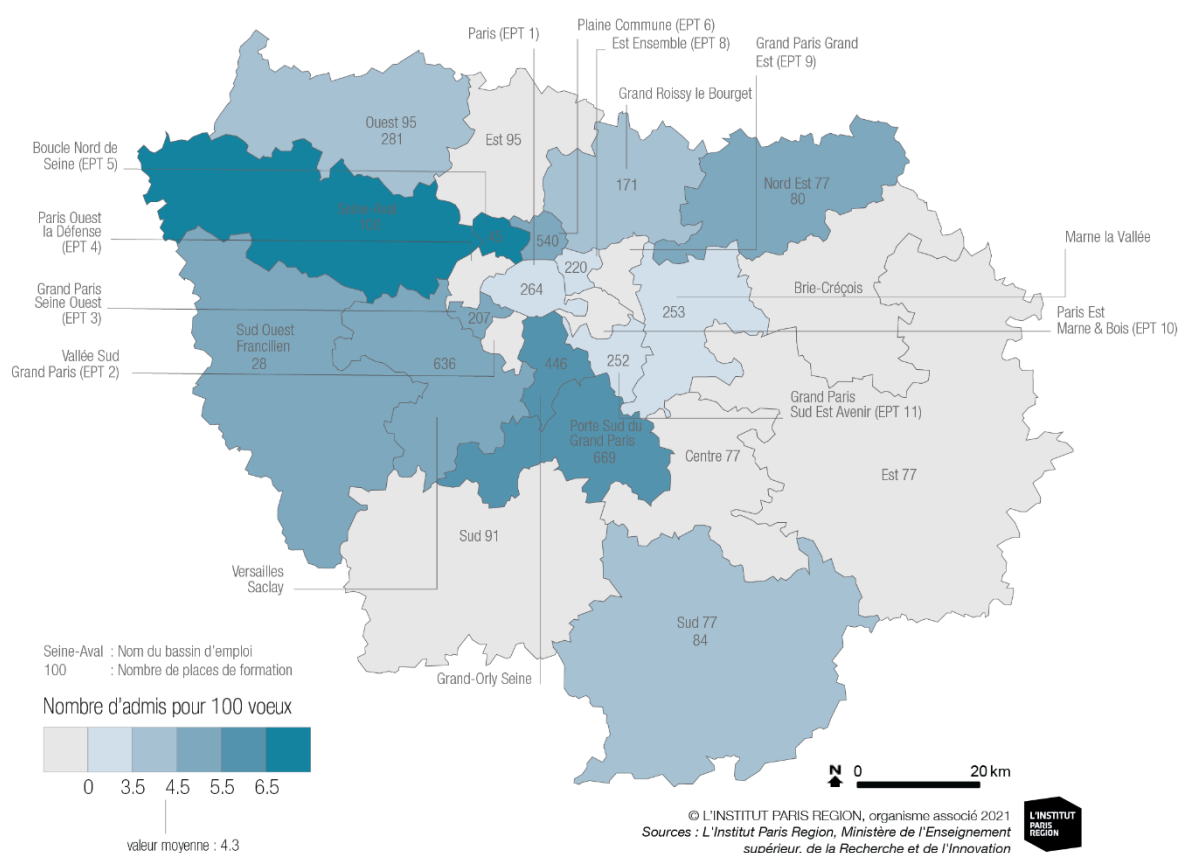 Paris (EPT 1)
Plaine Commune (EPT 6)
Est Ensemble (EPT 8)
Grand Paris Grand
Est (EPT 9)
Grand Roissy le Bourget
Ouest 95
281
Est 95
Boucle Nord de
Seine (EPT 5)
171
Nord Est 77
80
Paris Ouest
la Défense
(EPT 4)
540
Marne la Vallée
220
Grand Paris
Seine Ouest
(EPT 3)
264
Brie-Créçois
253
207
Paris Est
Marne & Bois (EPT 10)
Sud Ouest
Francilien
28
Vallée Sud
Grand Paris (EPT 2)
636
446
252
Grand Paris
Sud Est Avenir (EPT 11)
Porte Sud du
Grand Paris
669
Centre 77
Est 77
Sud 91
Versailles
Saclay
Sud 77
84
Grand-Orly Seine
Seine-Aval : Nom du bassin d'emploi
100 : Nombre de places de formation
Nombre d'admis pour 100 voeux
0 3.5 4.5 5.5 6.5
valeur moyenne : 4.3
N 0 20 km
© L'INSTITUT PARIS REGION, organisme associé 2021
Sources : L'Institut Paris Region, Ministère de l'Enseignement
supérieur, de la Recherche et de l'Innovation
L'INSTITUT
PARIS
REGION